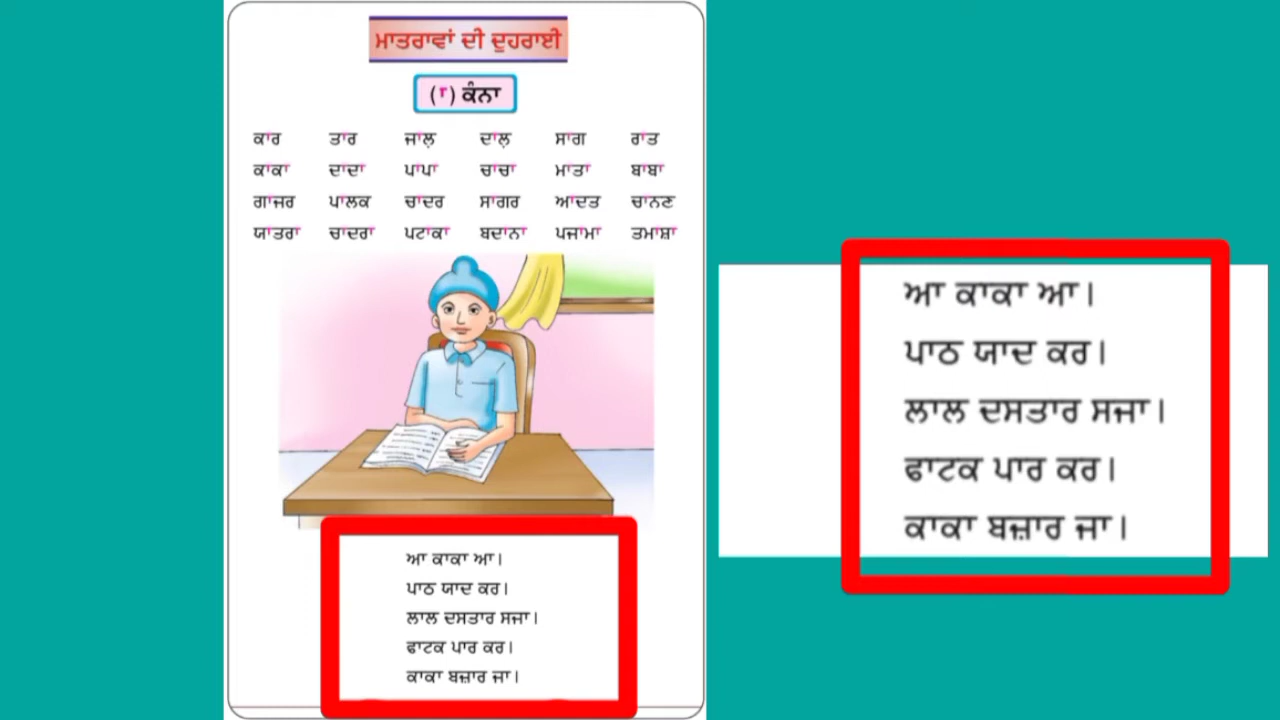 ਮਾਤਰਾਵਾਂ ਦੀ ਦੁਹਰਾਈ
(ਾ) ਕੰਨਾ
ਕਾਰ ਤਾਰ ਜਾਲ਼ ਦਾਲ਼ ਸਾਗ ਰਾਤ
ਕਾਕਾ ਦਾਦਾ ਪਾਪਾ ਚਾਚਾ ਮਾਤਾ ਬਾਬਾ
ਗਾਜਰ ਪਾਲਕ ਚਾਦਰ ਸਾਗਰ ਆਦਤ ਚਾਨਣ
ਯਾਤਰਾ ਚਾਦਰਾ ਪਟਾਕਾ ਬਦਾਨਾ ਪਜਾਮਾ ਤਮਾਸ਼ਾ
ਆ ਕਾਕਾ ਆ।
ਪਾਠ ਯਾਦ ਕਰ।
ਲਾਲ ਦਸਤਾਰ ਸਜਾ।
ਫਾਟਕ ਪਾਰ ਕਰ।
ਕਾਕਾ ਬਜ਼ਾਰ ਜਾ।
ਆ ਕਾਕਾ ਆ।
ਪਾਠ ਯਾਦ ਕਰ।
ਲਾਲ ਦਸਤਾਰ ਸਜਾ।
ਫਾਟਕ ਪਾਰ ਕਰ।
ਕਾਕਾ ਬਜ਼ਾਰ ਜਾ।